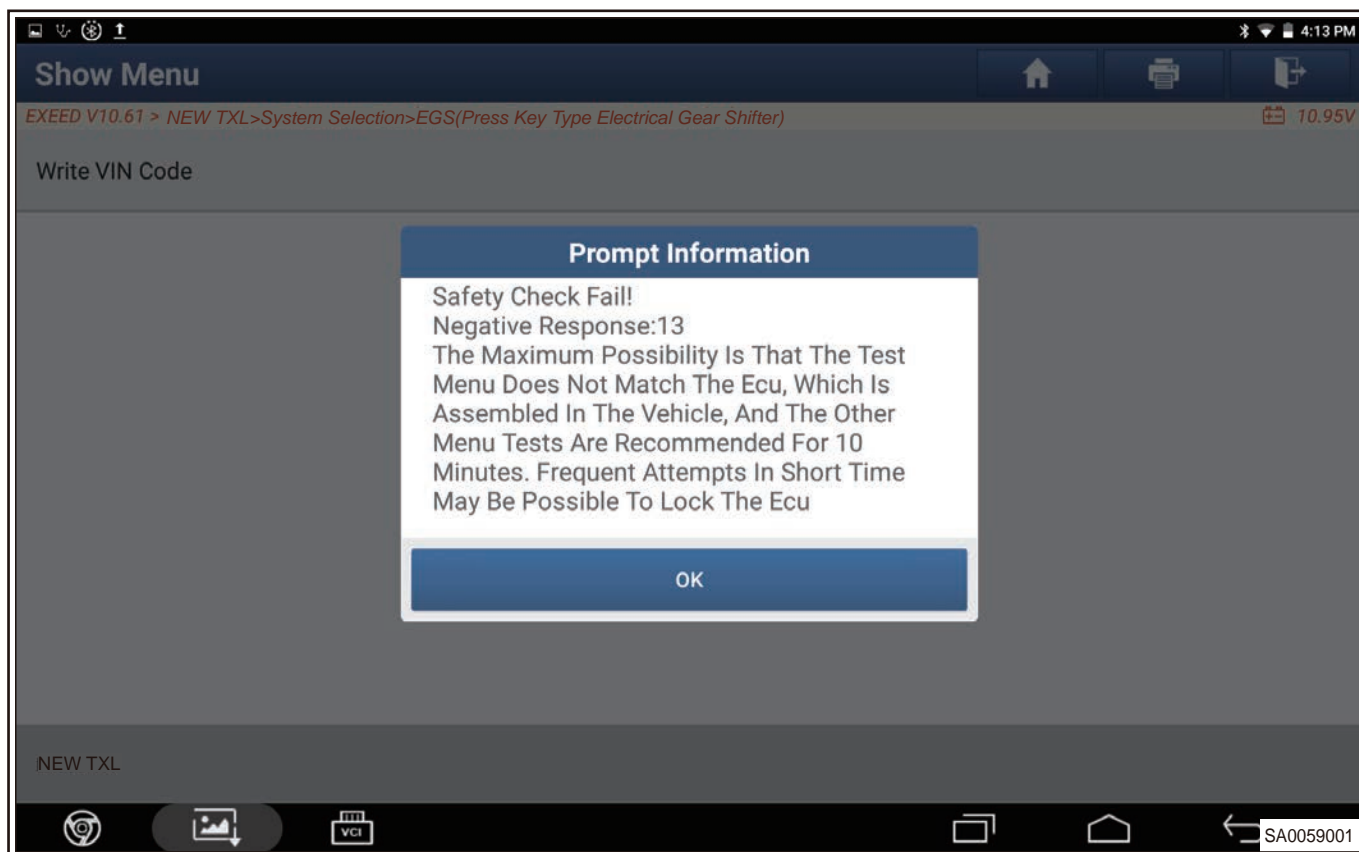 4:13 PM
Show Menu
EXEED V10.61 > NEW TXL>System Selection>EGS(Press Key Type Electrical Gear Shifter)
10.95V
Write VIN Code
Prompt Information
Safety Check Fail!
Negative Response:13
The Maximum Possibility Is That The Test
Menu Does Not Match The Ecu, Which Is
Assembled In The Vehicle, And The Other
Menu Tests Are Recommended For 10
Minutes. Frequent Attempts In Short Time
May Be Possible To Lock The Ecu
OK
NEW TXL
VCI
SA0059001